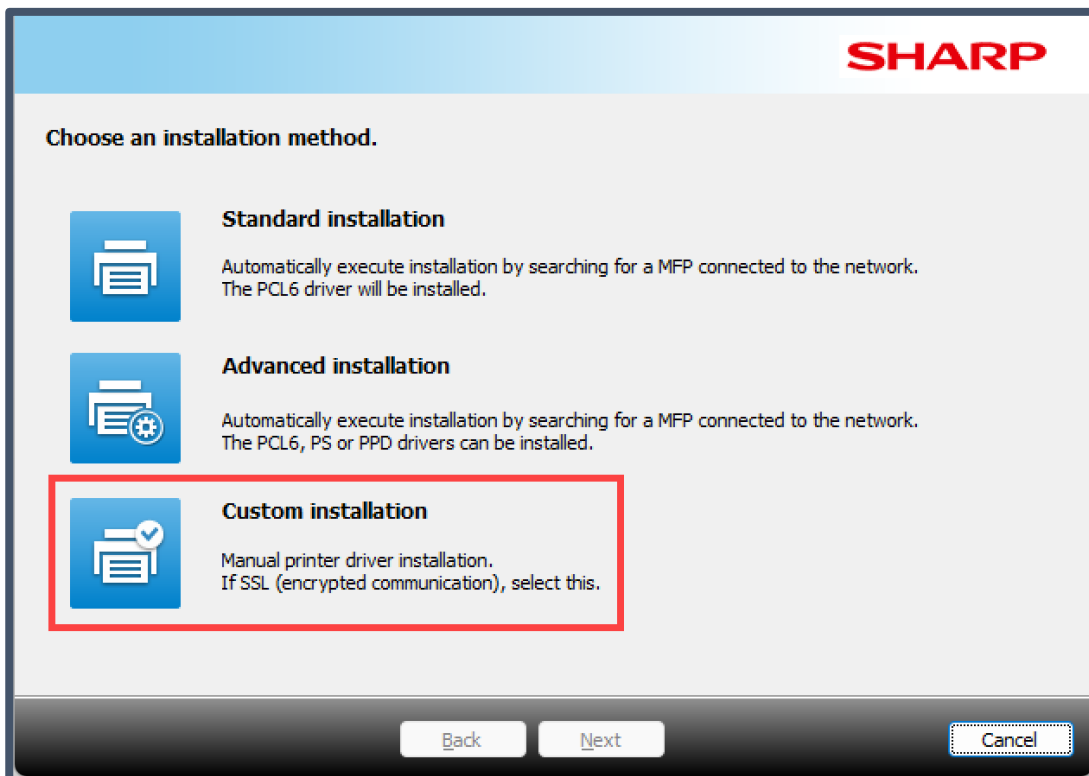 SHARP
Choose an installation method.
Standard installation
Automatically execute installation by searching for a MFP connected to the network.
The PCL6 driver will be installed.
Advanced installation
Automatically execute installation by searching for a MFP connected to the network.
The PCL6, PS or PPD drivers can be installed.
Custom installation
Manual printer driver installation.
If SSL (encrypted communication), select this.
Back Next Cancel